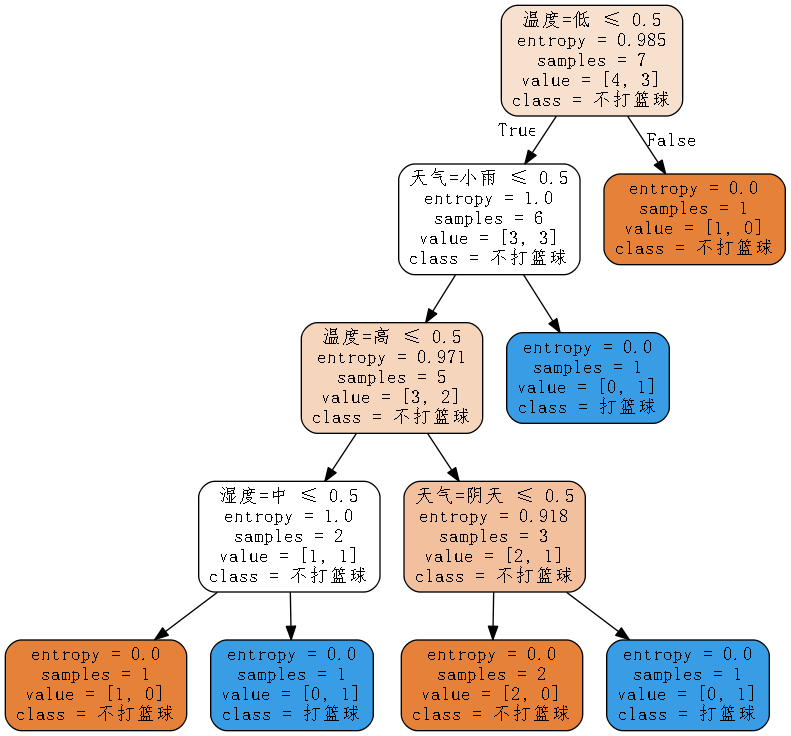 温度=低 ≤ 0.5
entropy = 0.985
samples = 7
value = [4, 3]
class = 不打篮球
True
False
天气=小雨 ≤ 0.5
entropy = 1.0
samples = 6
value = [3, 3]
class = 不打篮球
entropy = 0.0
samples = 1
value = [1, 0]
class = 不打篮球
温度=高 ≤ 0.5
entropy = 0.971
samples = 5
value = [3, 2]
class = 不打篮球
entropy = 0.0
samples = 1
value = [0, 1]
class = 打篮球
湿度=中 ≤ 0.5
entropy = 1.0
samples = 2
value = [1, 1]
class = 不打篮球
天气=阴天 ≤ 0.5
entropy = 0.918
samples = 3
value = [2, 1]
class = 不打篮球
entropy = 0.0
samples = 1
value = [1, 0]
class = 不打篮球
entropy = 0.0
samples = 1
value = [0, 1]
class = 打篮球
entropy = 0.0
samples = 2
value = [2, 0]
class = 不打篮球
entropy = 0.0
samples = 1
value = [0, 1]
class = 打篮球